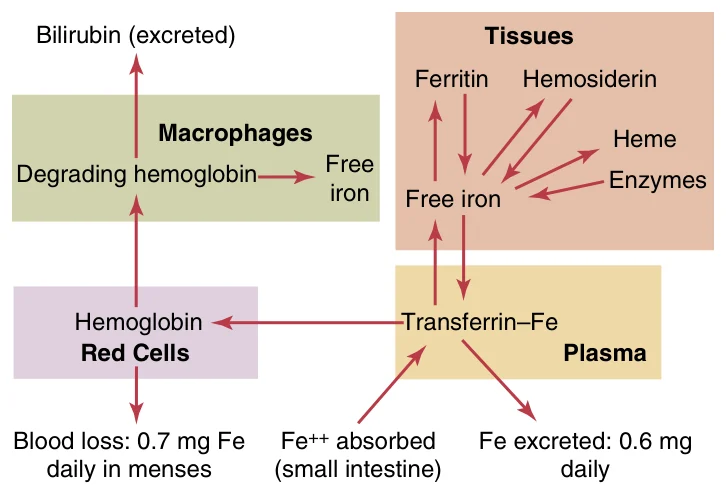 Bilirubin (excreted)
Macrophages
Degrading hemoglobin
Free
iron
Tissues
Ferritin
Hemosiderin
Heme
Enzymes
Free iron
Hemoglobin
Red Cells
Transferrin–Fe
Plasma
Blood loss: 0.7 mg Fe
daily in menses
Fe⁺⁺ absorbed
(small intestine)
Fe excreted: 0.6 mg
daily